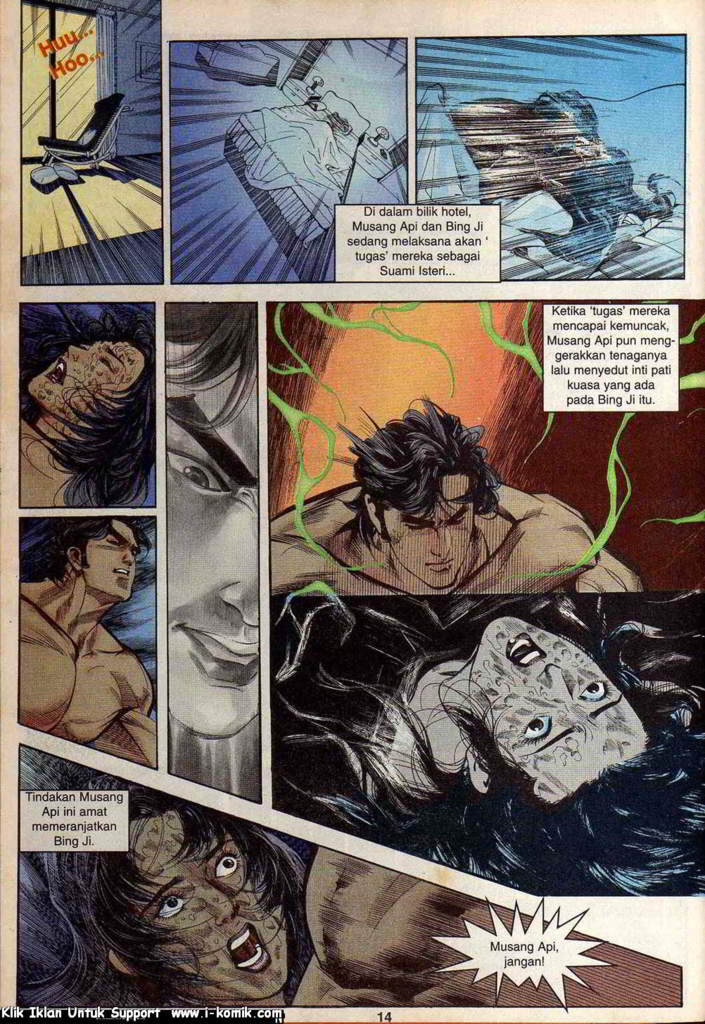 Huu...
Hoo...
Di dalam bilik hotel,
Musang Api dan Bing Ji
sedang melaksana akan '
tugas' mereka sebagai
Suami Isteri...
Ketika 'tugas' mereka
mencapai kemuncak,
Musang Api pun meng-
gerakkan tenaganya
lalu menyedut inti pati
kuasa yang ada
pada Bing Ji itu.
Tindakan Musang
Api ini amat
memeranjatkan
Bing Ji.
Musang Api,
jangan!
Klik Iklan Untuk Support www.i-komik.com
14